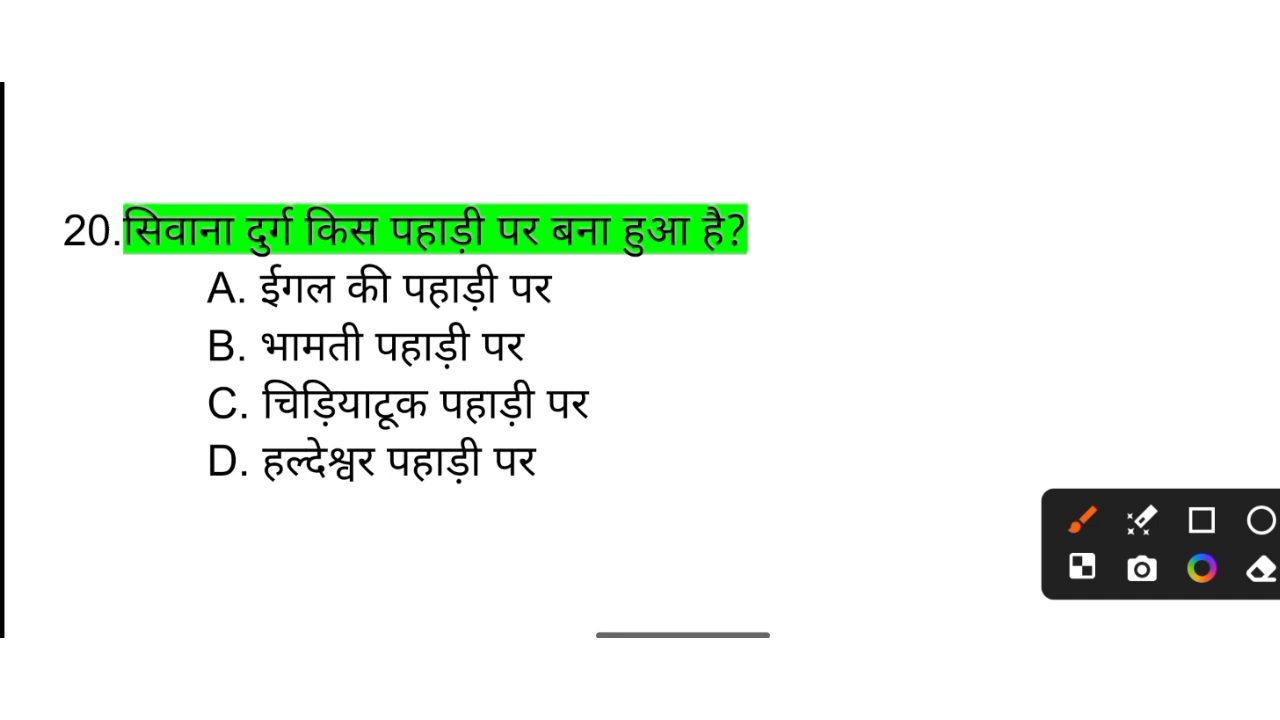 20.सिवाना दुर्ग किस पहाड़ी पर बना हुआ है?
A. ईगल की पहाड़ी पर
B. भामती पहाड़ी पर
C. चिड़ियाटूक पहाड़ी पर
D. हल्देश्वर पहाड़ी पर